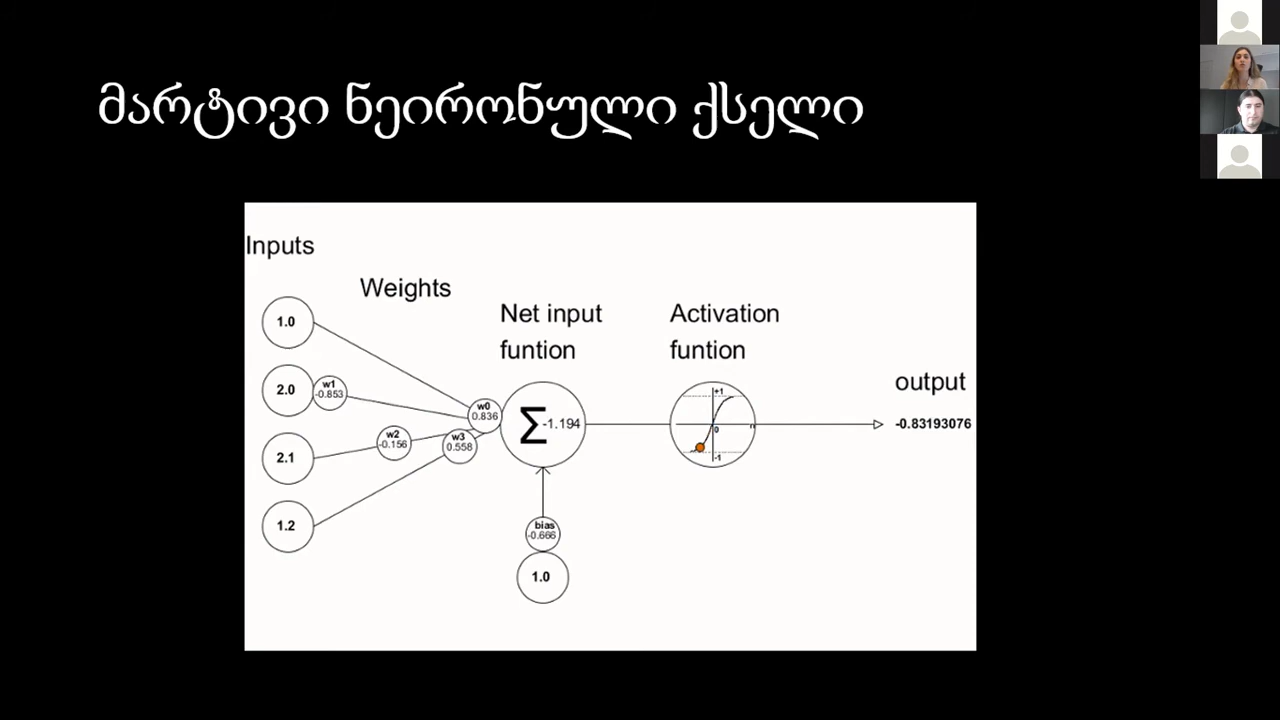 მარტივი ნეირონული ქსელი
Inputs
Weights
Net input
funtion
Activation
funtion
output
1.0
2.0
2.1
1.2
w1
-0.853
w2
-0.156
w3
0.558
w0
0.836
Σ -1.194
bias
-0.666
1.0
+1
0
n
-1
-0.83193076